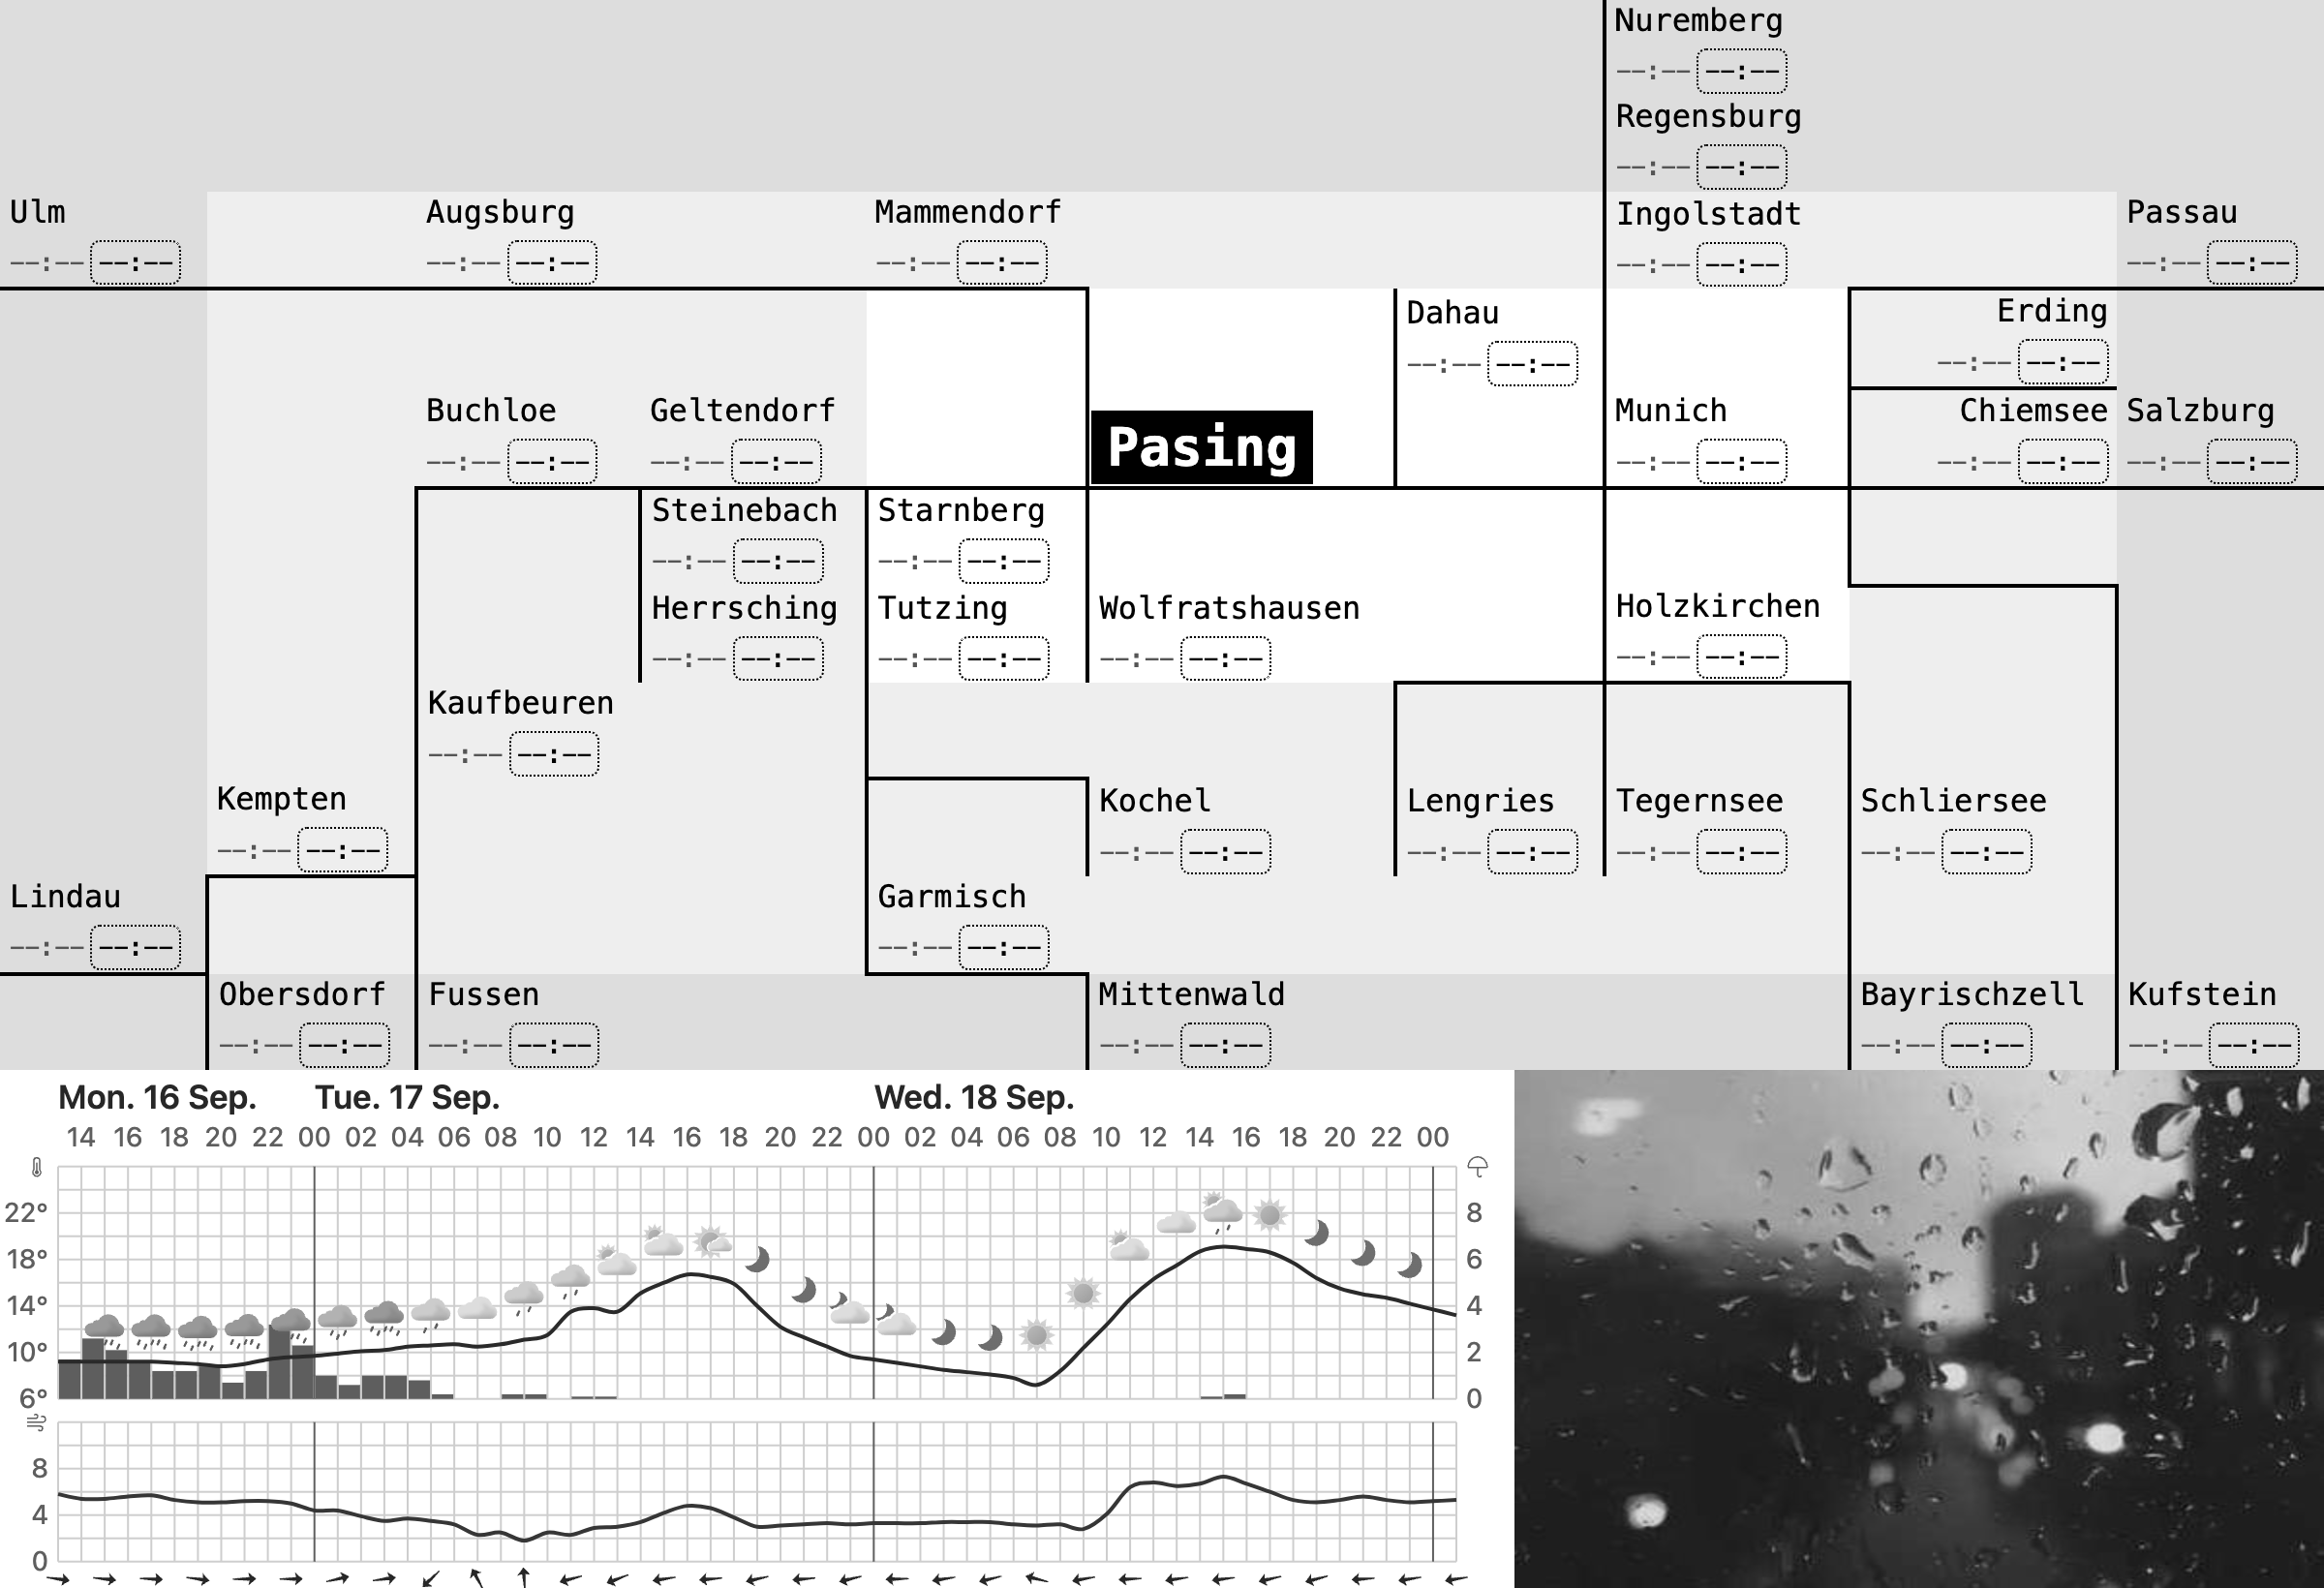 Nuremberg
––:–– ––:––
Regensburg
––:–– ––:––
Ulm Augsburg Mammendorf Ingolstadt Passau
––:–– ––:–– ––:–– ––:–– ––:–– ––:–– ––:–– ––:–– ––:–– ––:––
Dahau Erding
––:–– ––:–– ––:–– ––:––
Buchloe Geltendorf Pasing Munich Chiemsee Salzburg
––:–– ––:–– ––:–– ––:–– ––:–– ––:–– ––:–– ––:–– ––:–– ––:––
Steinebach Starnberg
––:–– ––:–– ––:–– ––:––
Herrsching Tutzing Wolfratshausen Holzkirchen
––:–– ––:–– ––:–– ––:–– ––:–– ––:–– ––:–– ––:––
Kaufbeuren
––:–– ––:––
Kempten Kochel Lengries Tegernsee Schliersee
––:–– ––:–– ––:–– ––:–– ––:–– ––:–– ––:–– ––:–– ––:–– ––:––
Lindau Garmisch
––:–– ––:–– ––:–– ––:––
Obersdorf Fussen Mittenwald Bayrischzell Kufstein
––:–– ––:–– ––:–– ––:–– ––:–– ––:–– ––:–– ––:–– ––:–– ––:––
Mon. 16 Sep. Tue. 17 Sep. Wed. 18 Sep.
14 16 18 20 22 00 02 04 06 08 10 12 14 16 18 20 22 00 02 04 06 08 10 12 14 16 18 20 22 00
22° 8
18° 6
14° 4
10° 2
6° 0
8
4
0